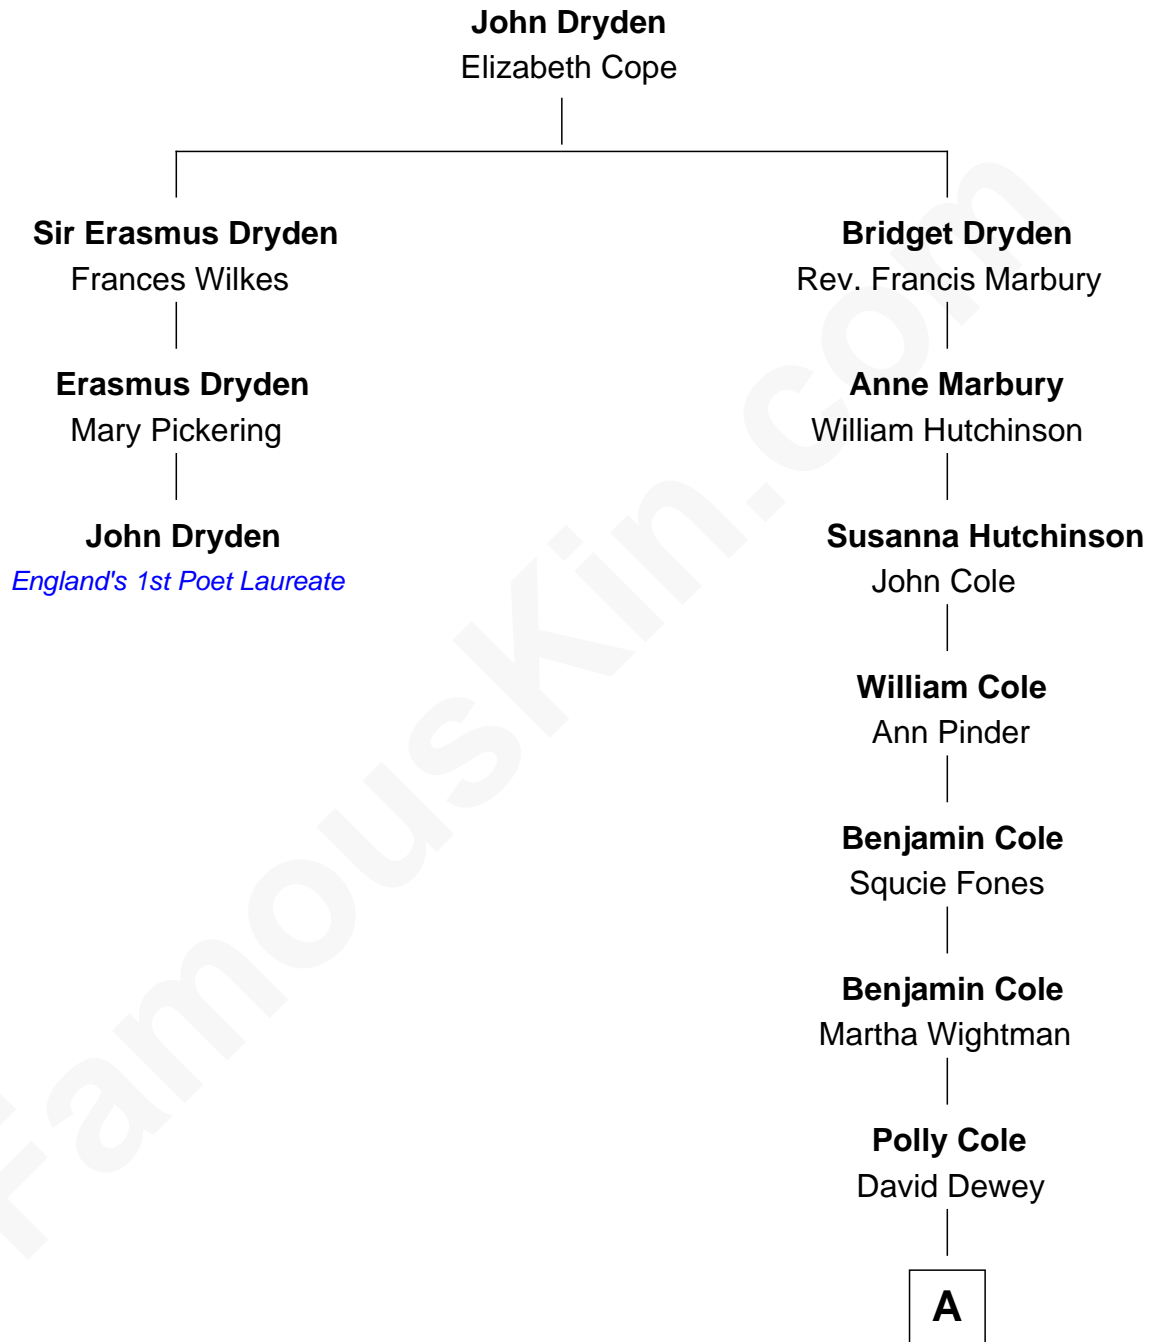 John Dryden
Elizabeth Cope
Sir Erasmus Dryden
Frances Wilkes
Bridget Dryden
Rev. Francis Marbury
Erasmus Dryden
Mary Pickering
Anne Marbury
William Hutchinson
John Dryden
England's 1st Poet Laureate
Susanna Hutchinson
John Cole
William Cole
Ann Pinder
Benjamin Cole
Squcie Fones
Benjamin Cole
Martha Wightman
Polly Cole
David Dewey
A
FamousKin.com